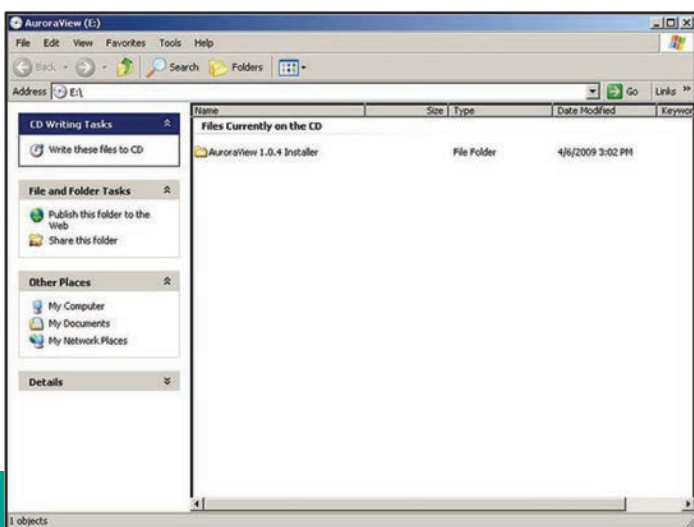 AuroraView (E:)
File Edit View Favorites Tools Help
Back Search Folders
Address E:\ Go Links »
Name Size Type Date Modified Keywor
CD Writing Tasks
Files Currently on the CD
Write these files to CD
AuroraView 1.0.4 Installer File Folder 4/6/2009 3:02 PM
File and Folder Tasks
Publish this folder to the
Web
Share this folder
Other Places
My Computer
My Documents
My Network Places
Details
1 objects